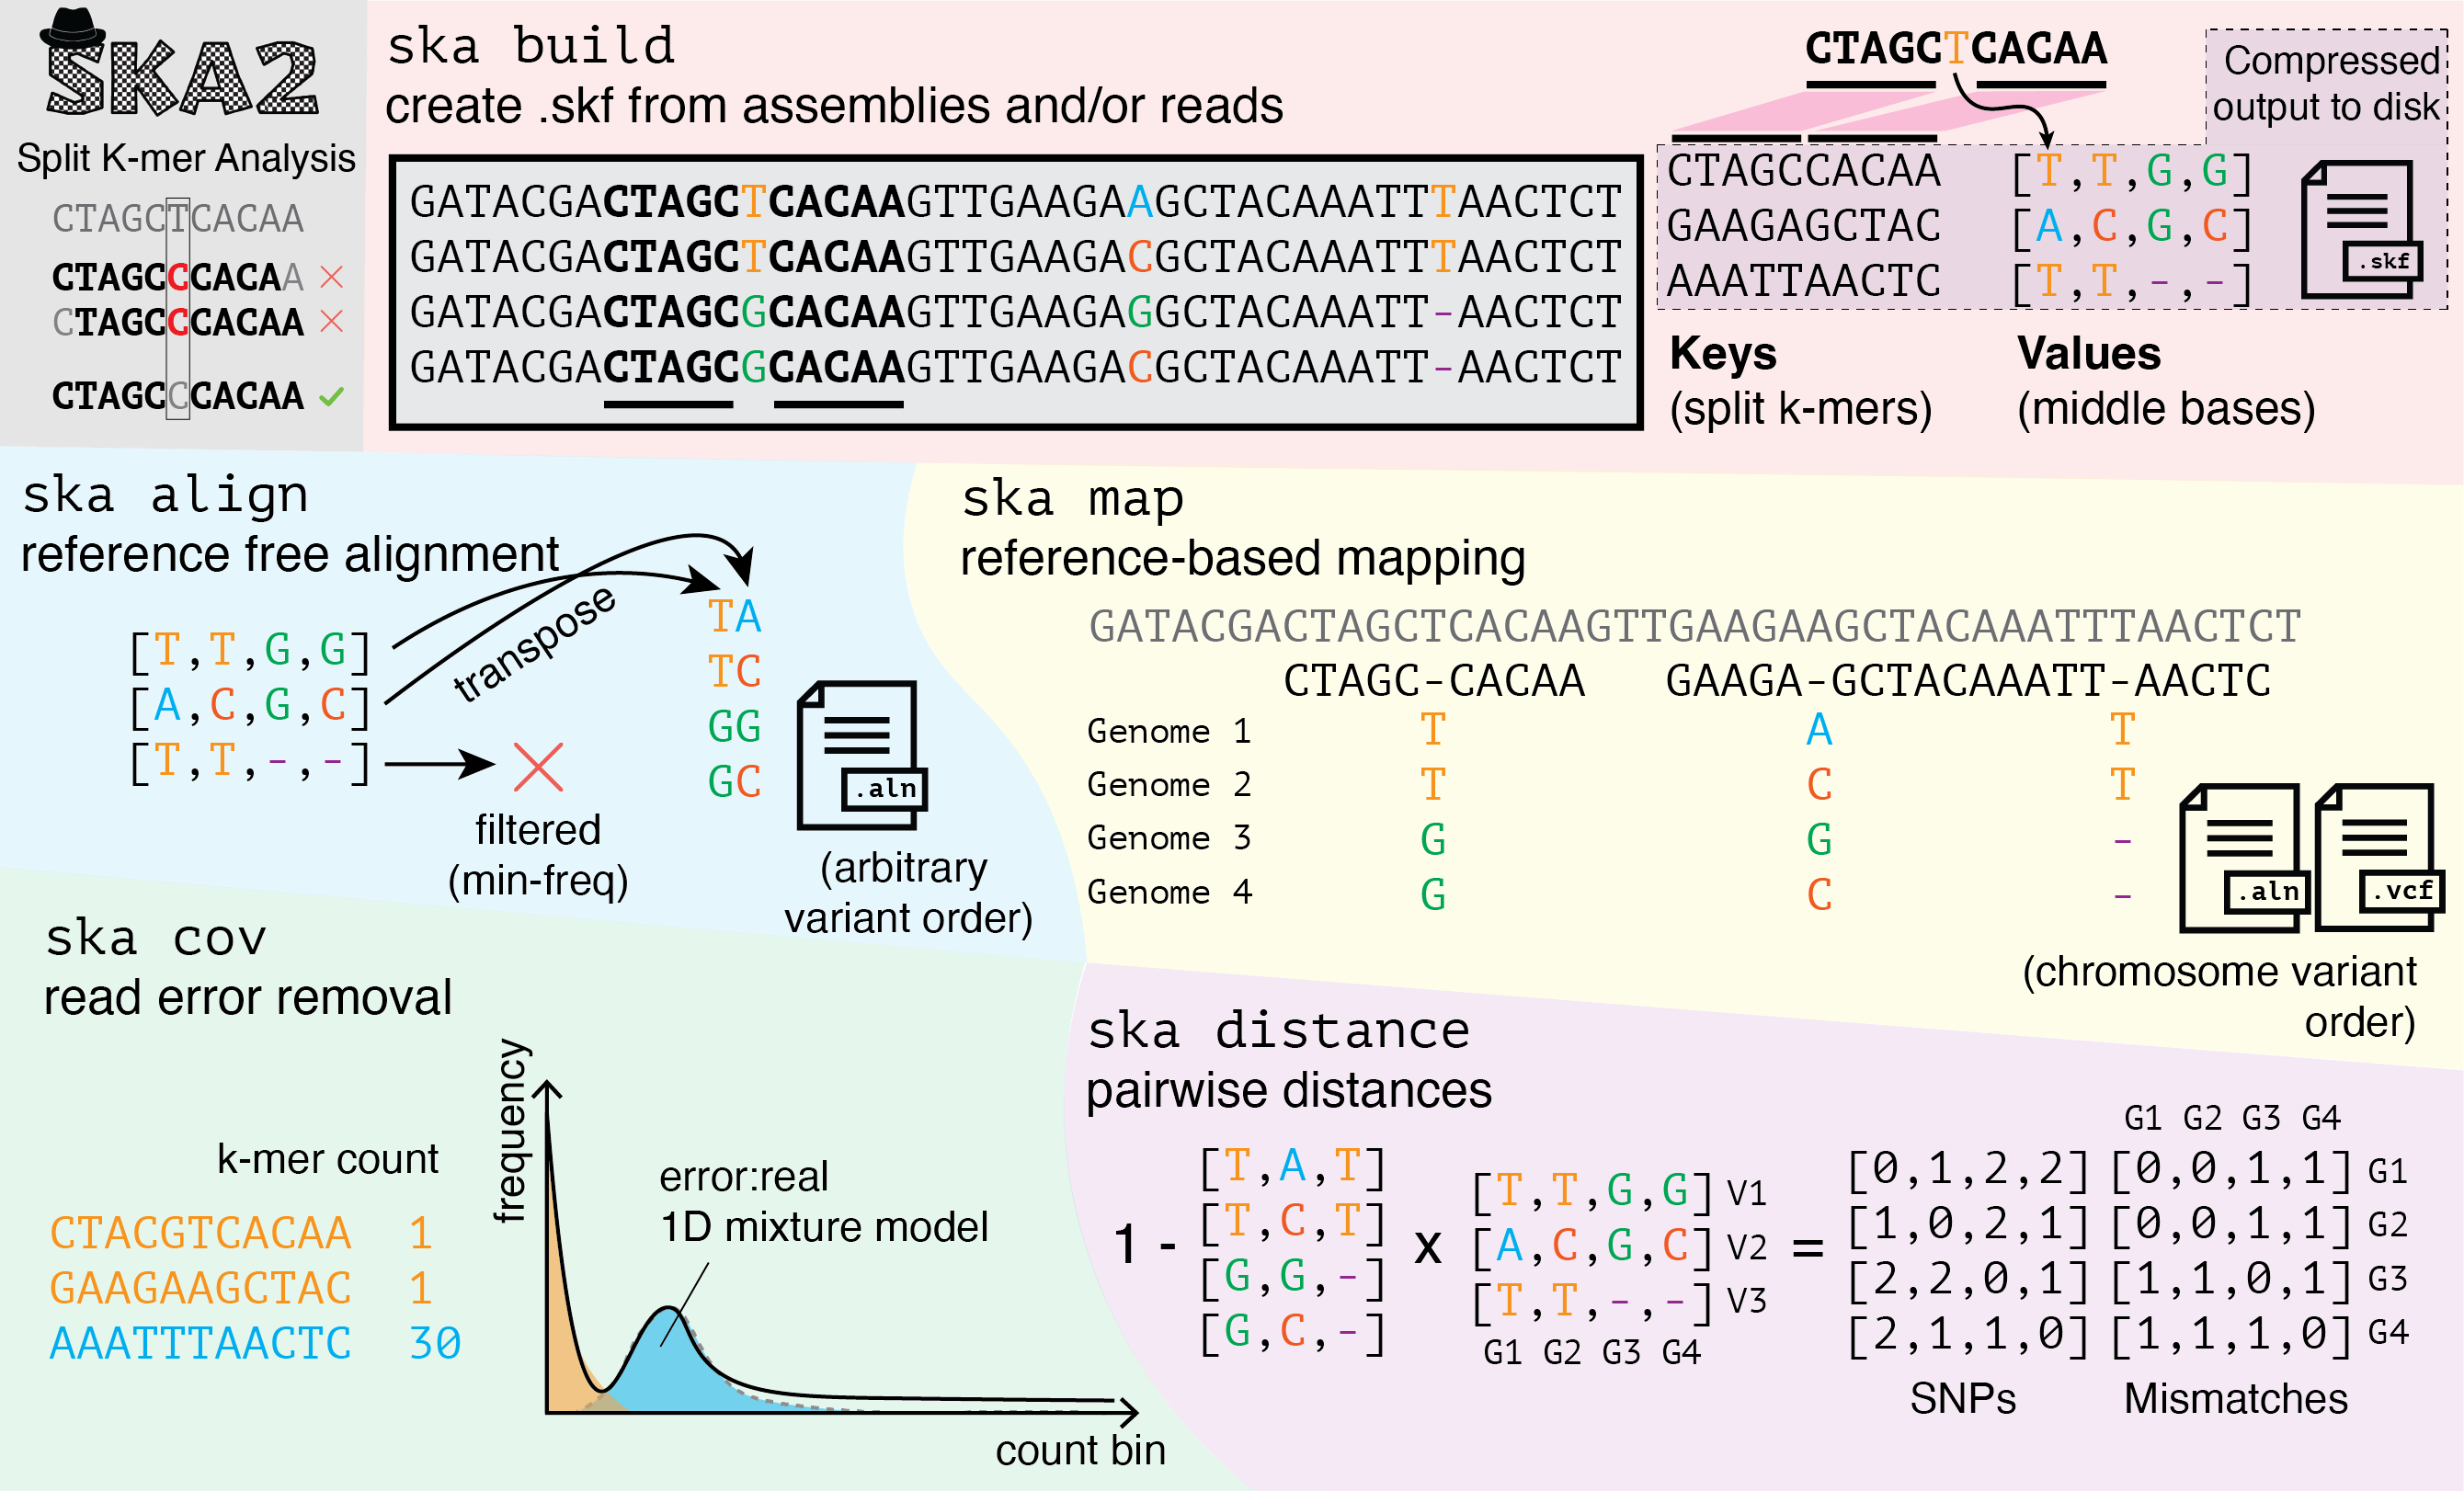 SKA2
Split K-mer Analysis
CTAGCTCACAA
CTAGCCCACAA
CTAGCCCACAA
CTAGCCCACAA
ska build
create .skf from assemblies and/or reads
GATACGACTAGCTCACAAGTTGAAGAAGCTACAAATTTAACTCT
GATACGACTAGCTCACAAGTTGAAGACGCTACAAATTTAACTCT
GATACGACTAGCGCACAAGTTGAAGAGGCTACAAATT-AACTCT
GATACGACTAGCGCACAAGTTGAAGACGCTACAAATT-AACTCT
CTAGCTCACAA
Compressed
output to disk
CTAGCCACAA [T,T,G,G]
GAAGAGCTAC [A,C,G,C]
AAATTAACTC [T,T,-,-]
.skf
Keys
(split k-mers)
Values
(middle bases)
ska align
reference free alignment
transpose
[T,T,G,G]
[A,C,G,C]
[T,T,-,-]
filtered
(min-freq)
TA
TC
GG
GC
.aln
(arbitrary
variant order)
ska map
reference-based mapping
GATACGACTAGCTCACAAGTTGAAGAAGCTACAAATTTAACTCT
CTAGC-CACAA GAAGA-GCTACAAATT-AACTC
Genome 1 T A T
Genome 2 T C T
Genome 3 G G -
Genome 4 G C -
.aln
.vcf
(chromosome variant
order)
ska cov
read error removal
k-mer count
CTACGTCACAA 1
GAAGAAGCTAC 1
AAATTTAACTC 30
frequency
error:real
1D mixture model
count bin
ska distance
pairwise distances
1 -
[T,A,T]
[T,C,T]
[G,G,-]
[G,C,-]
x
[T,T,G,G] V1
[A,C,G,C] V2
[T,T,-,-] V3
G1 G2 G3 G4
=
[0,1,2,2]
[1,0,2,1]
[2,2,0,1]
[2,1,1,0]
SNPs
G1 G2 G3 G4
[0,0,1,1] G1
[0,0,1,1] G2
[1,1,0,1] G3
[1,1,1,0] G4
Mismatches